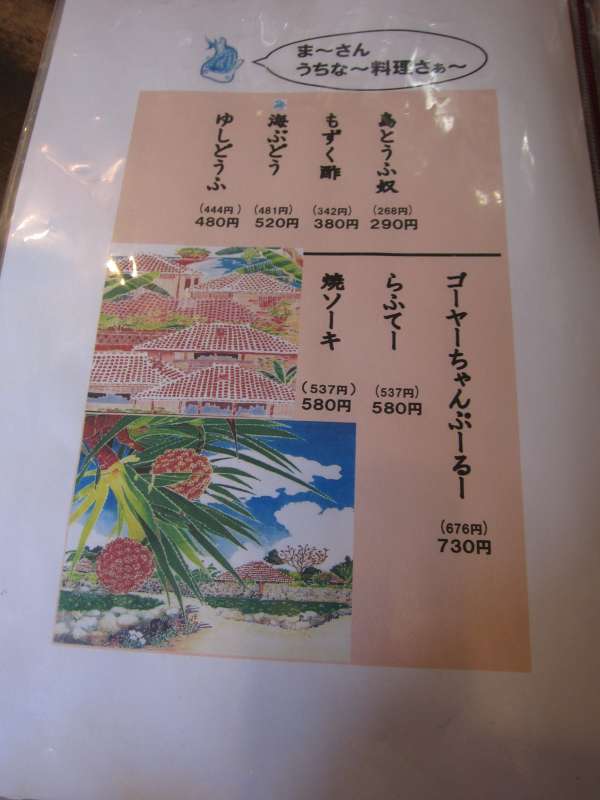 ま〜さん
うちな〜料理さぁ〜
島とうふ奴
(268円)
290円
もずく酢
(342円)
380円
海ぶどう
(481円)
520円
ゆしどうふ
(444円)
480円
ゴーヤーちゃんぷーるー
(676円)
730円
らふてー
(537円)
580円
焼ソーキ
(537円)
580円